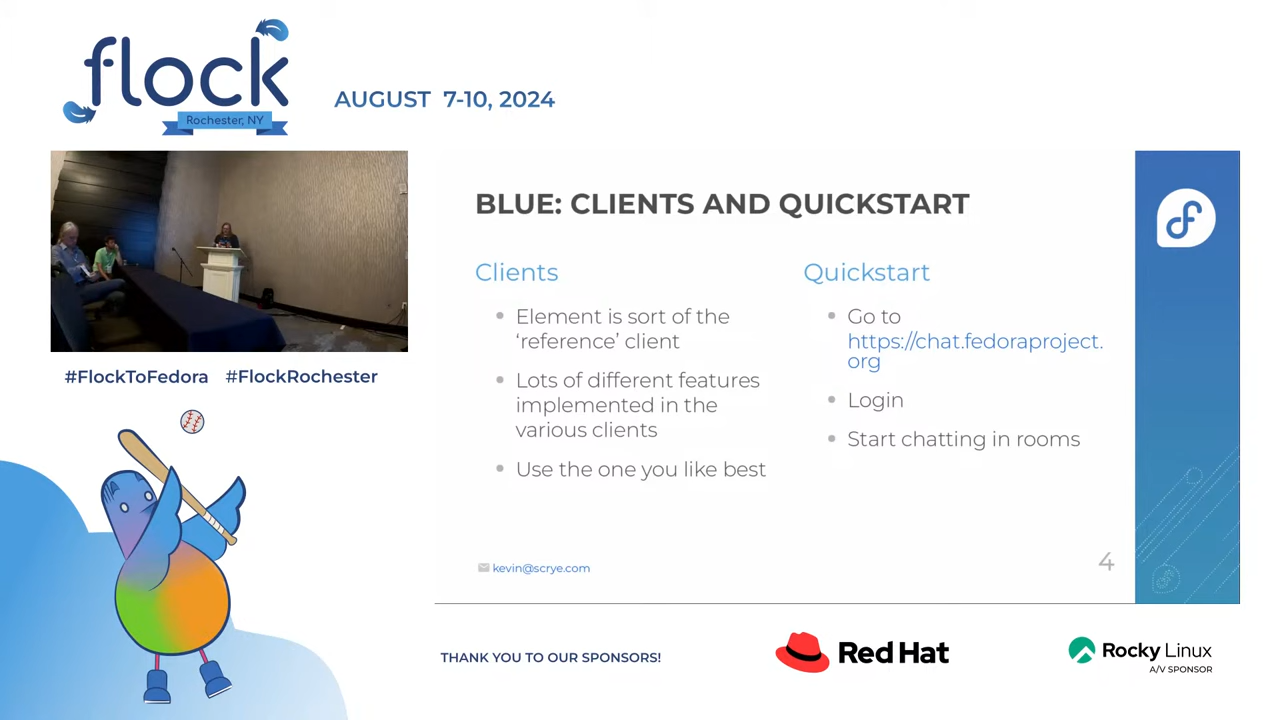 flock
Rochester, NY
AUGUST 7-10, 2024
#FlockToFedora #FlockRochester
BLUE: CLIENTS AND QUICKSTART
Clients
Element is sort of the
‘reference’ client
Lots of different features
implemented in the
various clients
Use the one you like best
Quickstart
Go to
https://chat.fedoraproject.
org
Login
Start chatting in rooms
kevin@scrye.com
4
THANK YOU TO OUR SPONSORS!
Red Hat
Rocky Linux
A/V SPONSOR